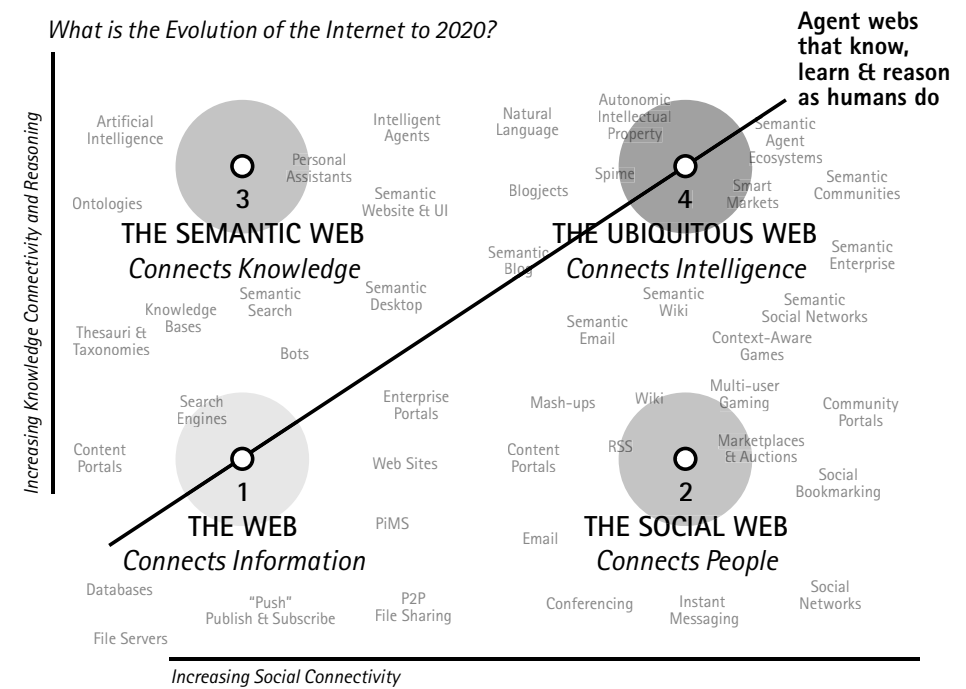 What is the Evolution of the Internet to 2020?
Agent webs
that know,
learn & reason
as humans do
Increasing Knowledge Connectivity and Reasoning
Artificial
Intelligence
Ontologies
Personal
Assistants
Intelligent
Agents
Semantic
Website & UI
3
THE SEMANTIC WEB
Connects Knowledge
Natural
Language
Autonomic
Intellectual
Property
Semantic
Agent
Ecosystems
Spime
Blogjects
Smart
Markets
Semantic
Communities
4
THE UBIQUITOUS WEB
Connects Intelligence
Semantic
Blog
Semantic
Enterprise
Thesauri &
Taxonomies
Knowledge
Bases
Semantic
Search
Bots
Semantic
Desktop
Semantic
Email
Semantic
Wiki
Semantic
Social Networks
Context-Aware
Games
Search
Engines
Content
Portals
Enterprise
Portals
Web Sites
1
THE WEB
Connects Information
PiMS
Mash-ups
Wiki
Multi-user
Gaming
Community
Portals
Content
Portals
RSS
Marketplaces
& Auctions
Social
Bookmarking
2
THE SOCIAL WEB
Connects People
Email
Databases
File Servers
"Push"
Publish & Subscribe
P2P
File Sharing
Conferencing
Instant
Messaging
Social
Networks
Increasing Social Connectivity